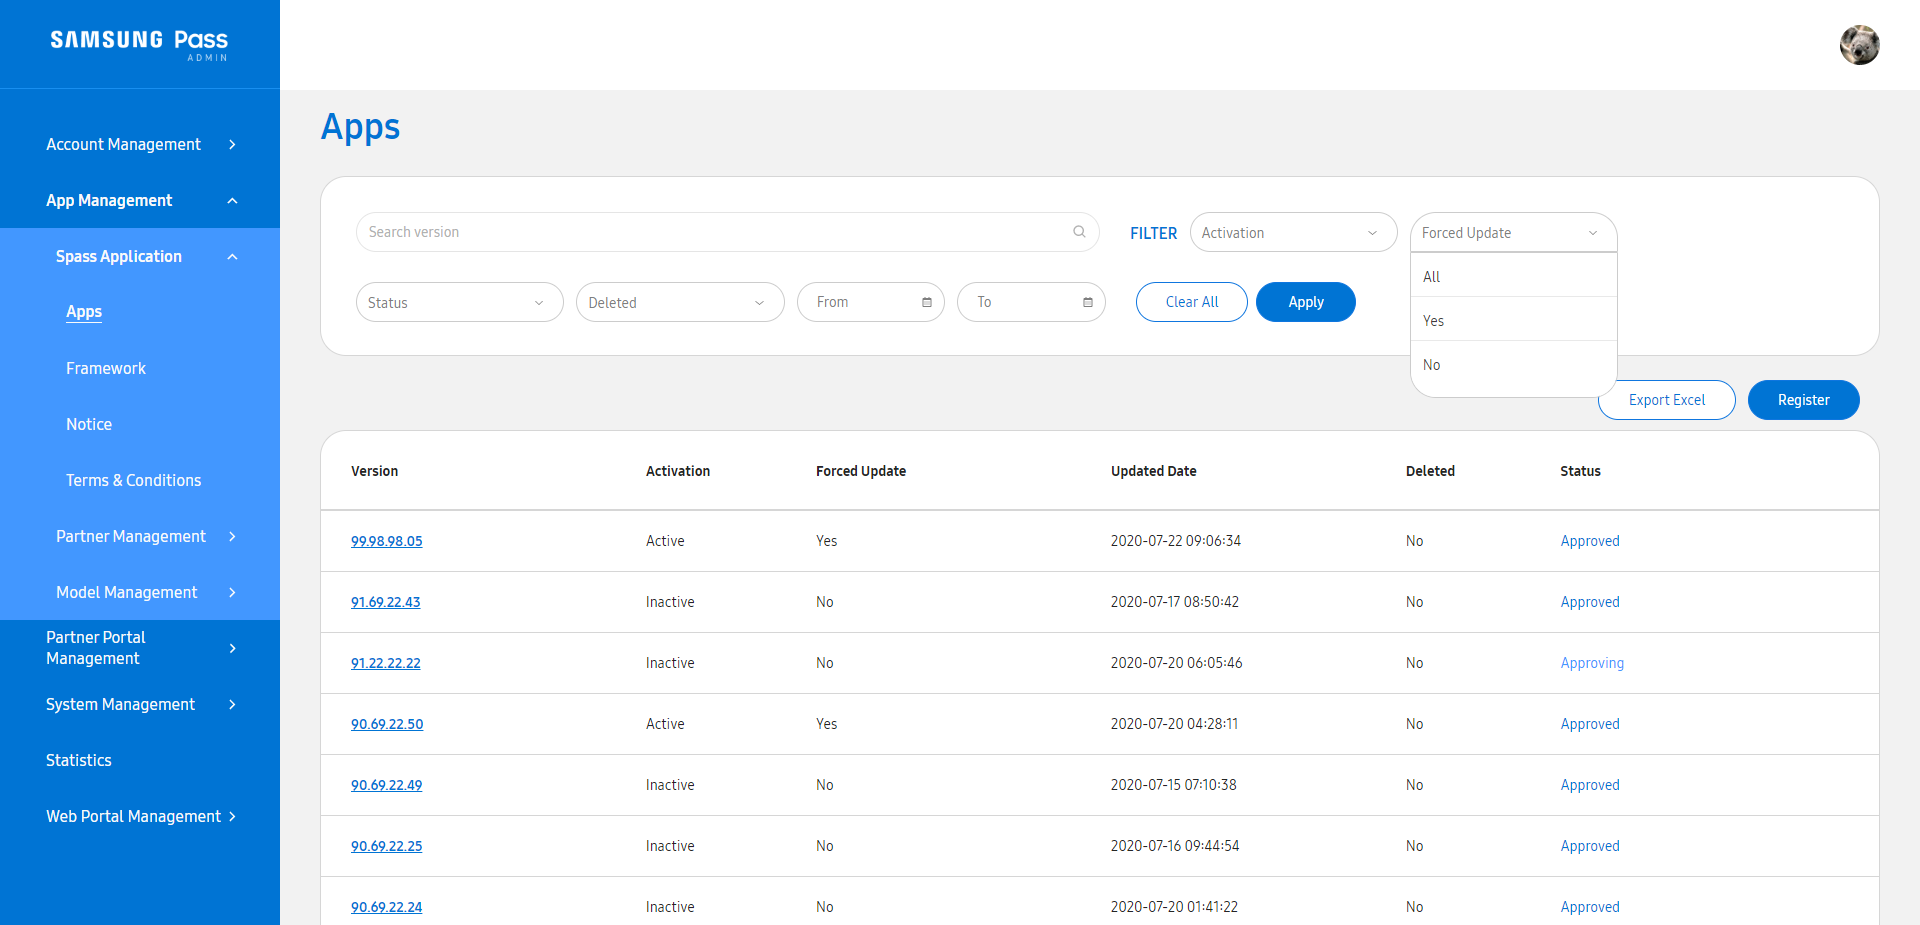 SAMSUNG Pass
ADMIN
Account Management
App Management
Spass Application
Apps
Framework
Notice
Terms & Conditions
Partner Management
Model Management
Partner Portal
Management
System Management
Statistics
Web Portal Management
Apps
Search version
FILTER
Activation
Forced Update
All
Yes
No
Status
Deleted
From
To
Clear All
Apply
Export Excel
Register
Version Activation Forced Update Updated Date Deleted Status
99.98.98.05 Active Yes 2020-07-22 09:06:34 No Approved
91.69.22.43 Inactive No 2020-07-17 08:50:42 No Approved
91.22.22.22 Inactive No 2020-07-20 06:05:46 No Approving
90.69.22.50 Active Yes 2020-07-20 04:28:11 No Approved
90.69.22.49 Inactive No 2020-07-15 07:10:38 No Approved
90.69.22.25 Inactive No 2020-07-16 09:44:54 No Approved
90.69.22.24 Inactive No 2020-07-20 01:41:22 No Approved